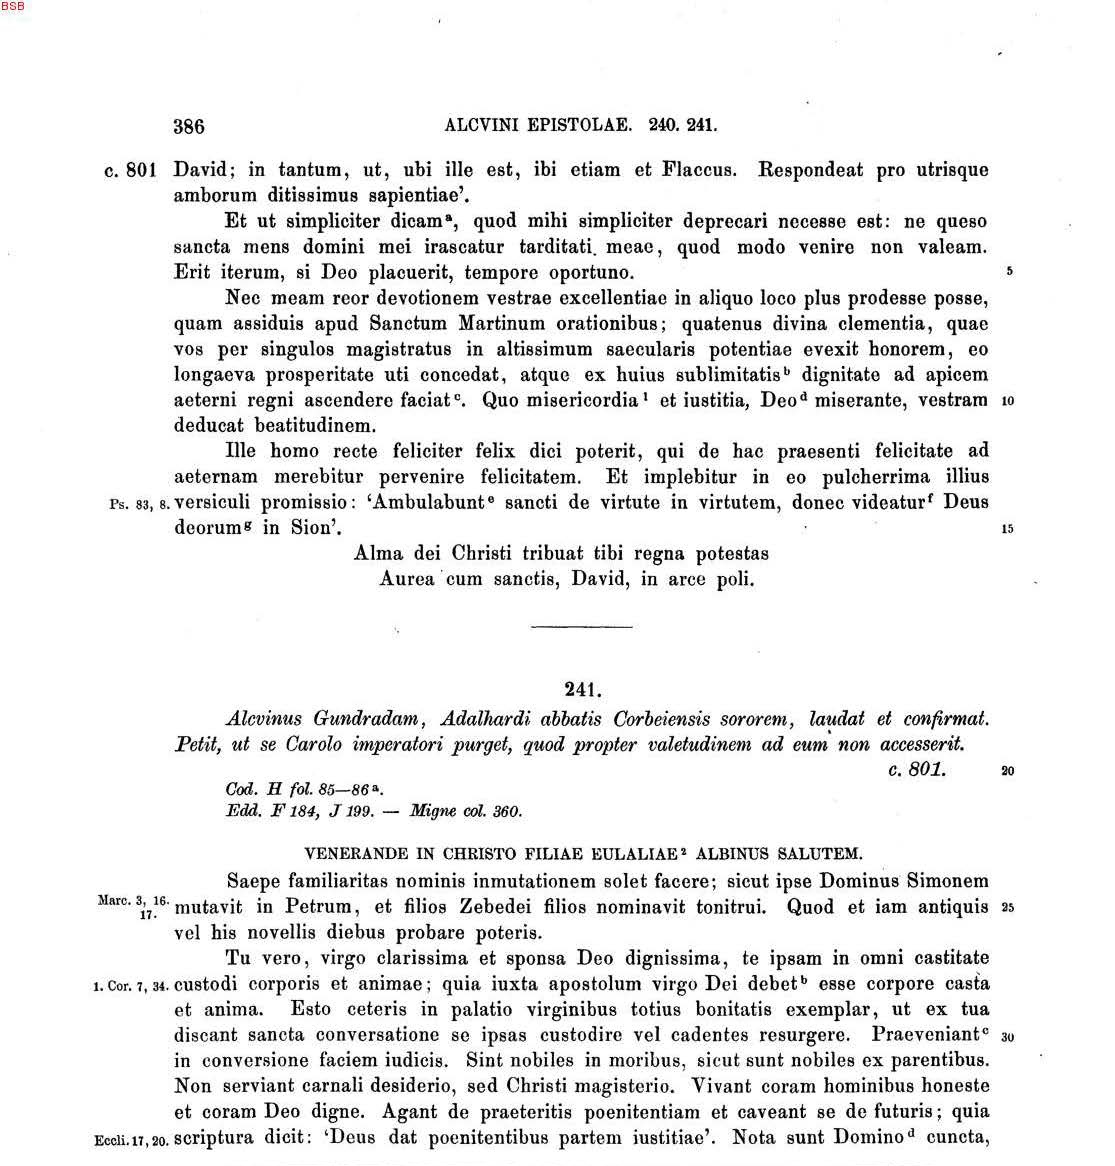 BSB
386 ALCVINI EPISTOLAE. 240. 241.
c. 801 David; in tantum, ut, ubi ille est, ibi etiam et Flaccus. Respondeat pro utrisque
amborum ditissimus sapientiae’.
Et ut simpliciter dicamᵃ, quod mihi simpliciter deprecari necesse est: ne queso
sancta mens domini mei irascatur tarditati meae, quod modo venire non valeam.
Erit iterum, si Deo placuerit, tempore oportuno. 5
Nec meam reor devotionem vestrae excellentiae in aliquo loco plus prodesse posse,
quam assiduis apud Sanctum Martinum orationibus; quatenus divina clementia, quae
vos per singulos magistratus in altissimum saecularis potentiae evexit honorem, eo
longaeva prosperitate uti concedat, atque ex huius sublimitatisᵇ dignitate ad apicem
aeterni regni ascendere faciatᶜ. Quo misericordia¹ et iustitia, Deoᵈ miserante, vestram 10
deducat beatitudinem.
Ille homo recte feliciter felix dici poterit, qui de hac praesenti felicitate ad
aeternam merebitur pervenire felicitatem. Et implebitur in eo pulcherrima illius
Ps. 83, 8. versiculi promissio: ‘Ambulabuntᵉ sancti de virtute in virtutem, donec videaturᶠ Deus
deorumᵍ in Sion’. 15
Alma dei Christi tribuat tibi regna potestas
Aurea cum sanctis, David, in arce poli.
241.
Alcvinus Gundradam, Adalhardi abbatis Corbeiensis sororem, laudat et confirmat.
Petit, ut se Carolo imperatori purget, quod propter valetudinem ad eum non accesserit.
c. 801. 20
Cod. H fol. 85—86ᵃ.
Edd. F 184, J 199. — Migne col. 360.
VENERANDE IN CHRISTO FILIAE EULALIAE² ALBINUS SALUTEM.
Saepe familiaritas nominis inmutationem solet facere; sicut ipse Dominus Simonem
Marc. 3, 16. 17. mutavit in Petrum, et filios Zebedei filios nominavit tonitrui. Quod et iam antiquis 25
vel his novellis diebus probare poteris.
Tu vero, virgo clarissima et sponsa Deo dignissima, te ipsam in omni castitate
1. Cor. 7, 34. custodi corporis et animae; quia iuxta apostolum virgo Dei debetᵇ esse corpore casta
et anima. Esto ceteris in palatio virginibus totius bonitatis exemplar, ut ex tua
discant sancta conversatione se ipsas custodire vel cadentes resurgere. Praeveniantᶜ 30
in conversione faciem iudicis. Sint nobiles in moribus, sicut sunt nobiles ex parentibus.
Non serviant carnali desiderio, sed Christi magisterio. Vivant coram hominibus honeste
et coram Deo digne. Agant de praeteritis poenitentiam et caveant se de futuris; quia
Eccli. 17, 20. scriptura dicit: ‘Deus dat poenitentibus partem iustitiae’. Nota sunt Dominoᵈ cuncta,